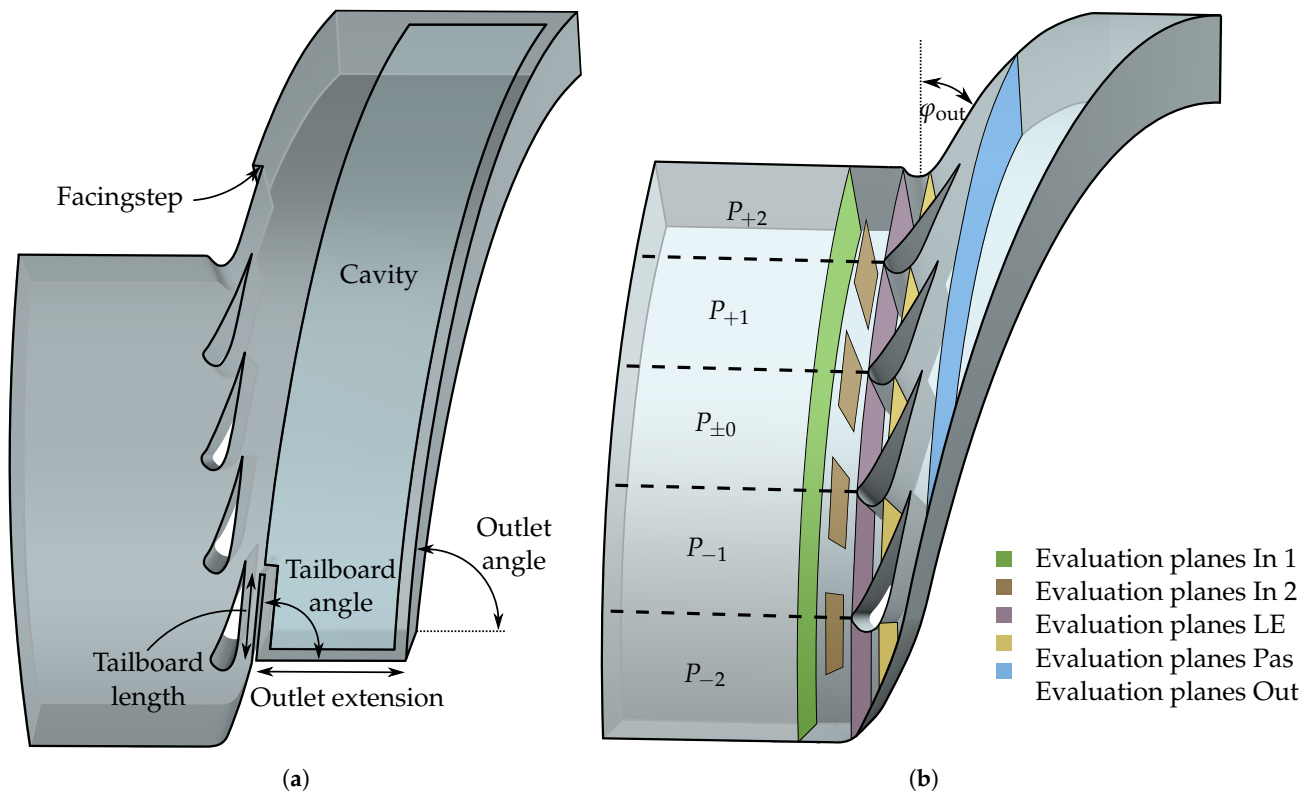 Facingstep
Cavity
Outlet
angle
Tailboard
angle
Tailboard
length
Outlet extension
(a)
φout
P+2
P+1
P±0
P−1
P−2
Evaluation planes In 1
Evaluation planes In 2
Evaluation planes LE
Evaluation planes Pas
Evaluation planes Out
(b)